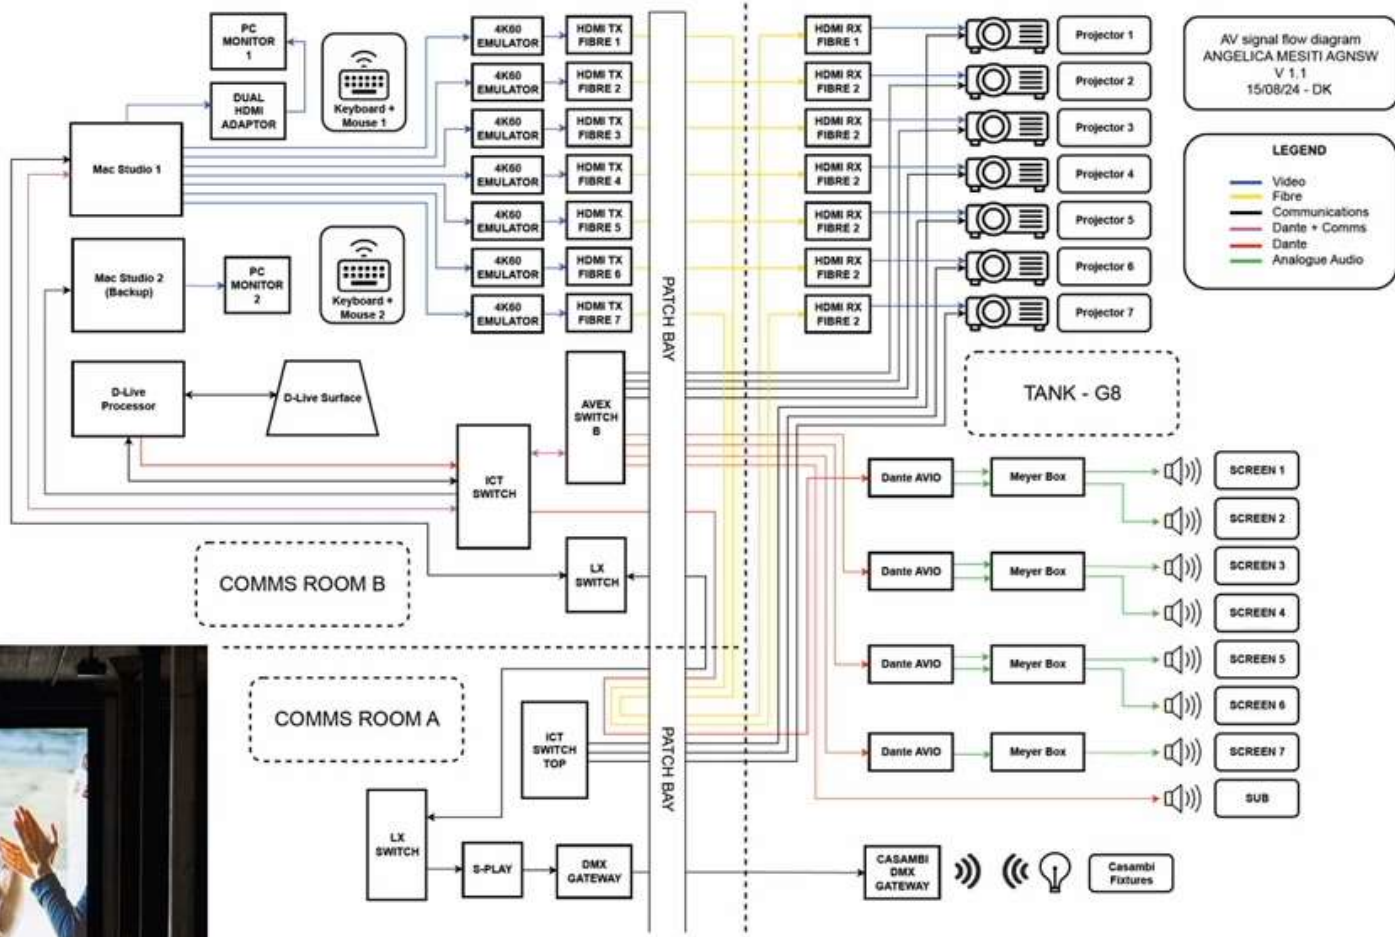 PC
MONITOR
1
DUAL
HDMI
ADAPTOR
Keyboard +
Mouse 1
Mac Studio 1
Mac Studio 2
(Backup)
PC
MONITOR
2
Keyboard +
Mouse 2
4K60
EMULATOR
HDMI TX
FIBRE 1
4K60
EMULATOR
HDMI TX
FIBRE 2
4K60
EMULATOR
HDMI TX
FIBRE 3
4K60
EMULATOR
HDMI TX
FIBRE 4
4K60
EMULATOR
HDMI TX
FIBRE 5
4K60
EMULATOR
HDMI TX
FIBRE 6
4K60
EMULATOR
HDMI TX
FIBRE 7
PATCH BAY
HDMI RX
FIBRE 1
Projector 1
HDMI RX
FIBRE 2
Projector 2
HDMI RX
FIBRE 2
Projector 3
HDMI RX
FIBRE 2
Projector 4
HDMI RX
FIBRE 2
Projector 5
HDMI RX
FIBRE 2
Projector 6
HDMI RX
FIBRE 2
Projector 7
AV signal flow diagram
ANGELICA MESITI AGNSW
V 1.1
15/08/24 - DK
LEGEND
Video
Fibre
Communications
Dante + Comms
Dante
Analogue Audio
D-Live
Processor
D-Live Surface
ICT
SWITCH
AVEX
SWITCH
B
LX
SWITCH
COMMS ROOM B
TANK - G8
Dante AVIO
Meyer Box
SCREEN 1
SCREEN 2
Dante AVIO
Meyer Box
SCREEN 3
SCREEN 4
Dante AVIO
Meyer Box
SCREEN 5
SCREEN 6
Dante AVIO
Meyer Box
SCREEN 7
SUB
COMMS ROOM A
ICT
SWITCH
TOP
PATCH BAY
LX
SWITCH
S-PLAY
DMX
GATEWAY
CASAMBI
DMX
GATEWAY
Casambi
Fixtures